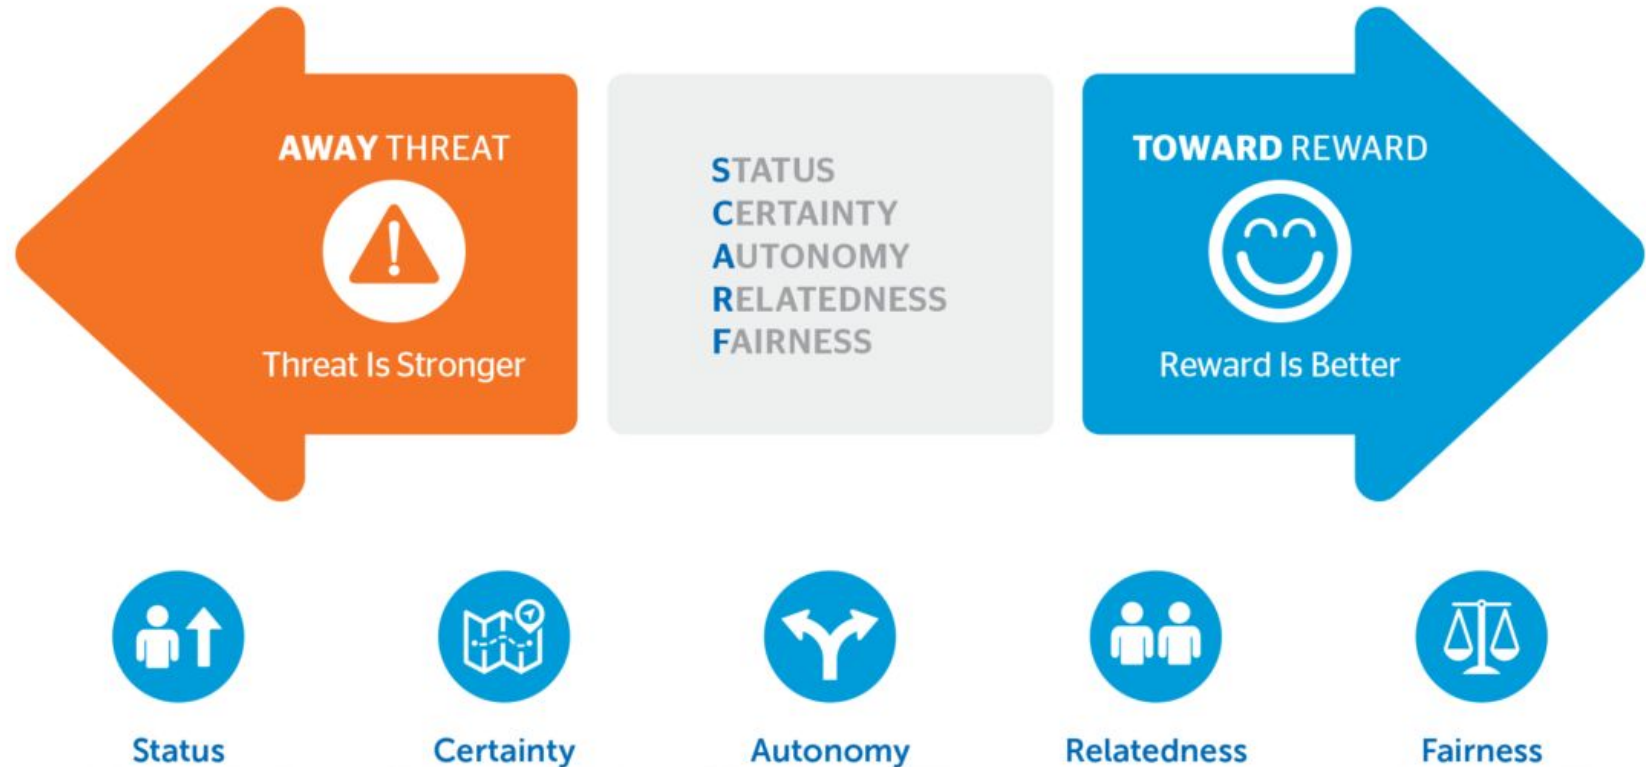 AWAY THREAT
Threat Is Stronger
STATUS
CERTAINTY
AUTONOMY
RELATEDNESS
FAIRNESS
TOWARD REWARD
Reward Is Better
Status
Certainty
Autonomy
Relatedness
Fairness